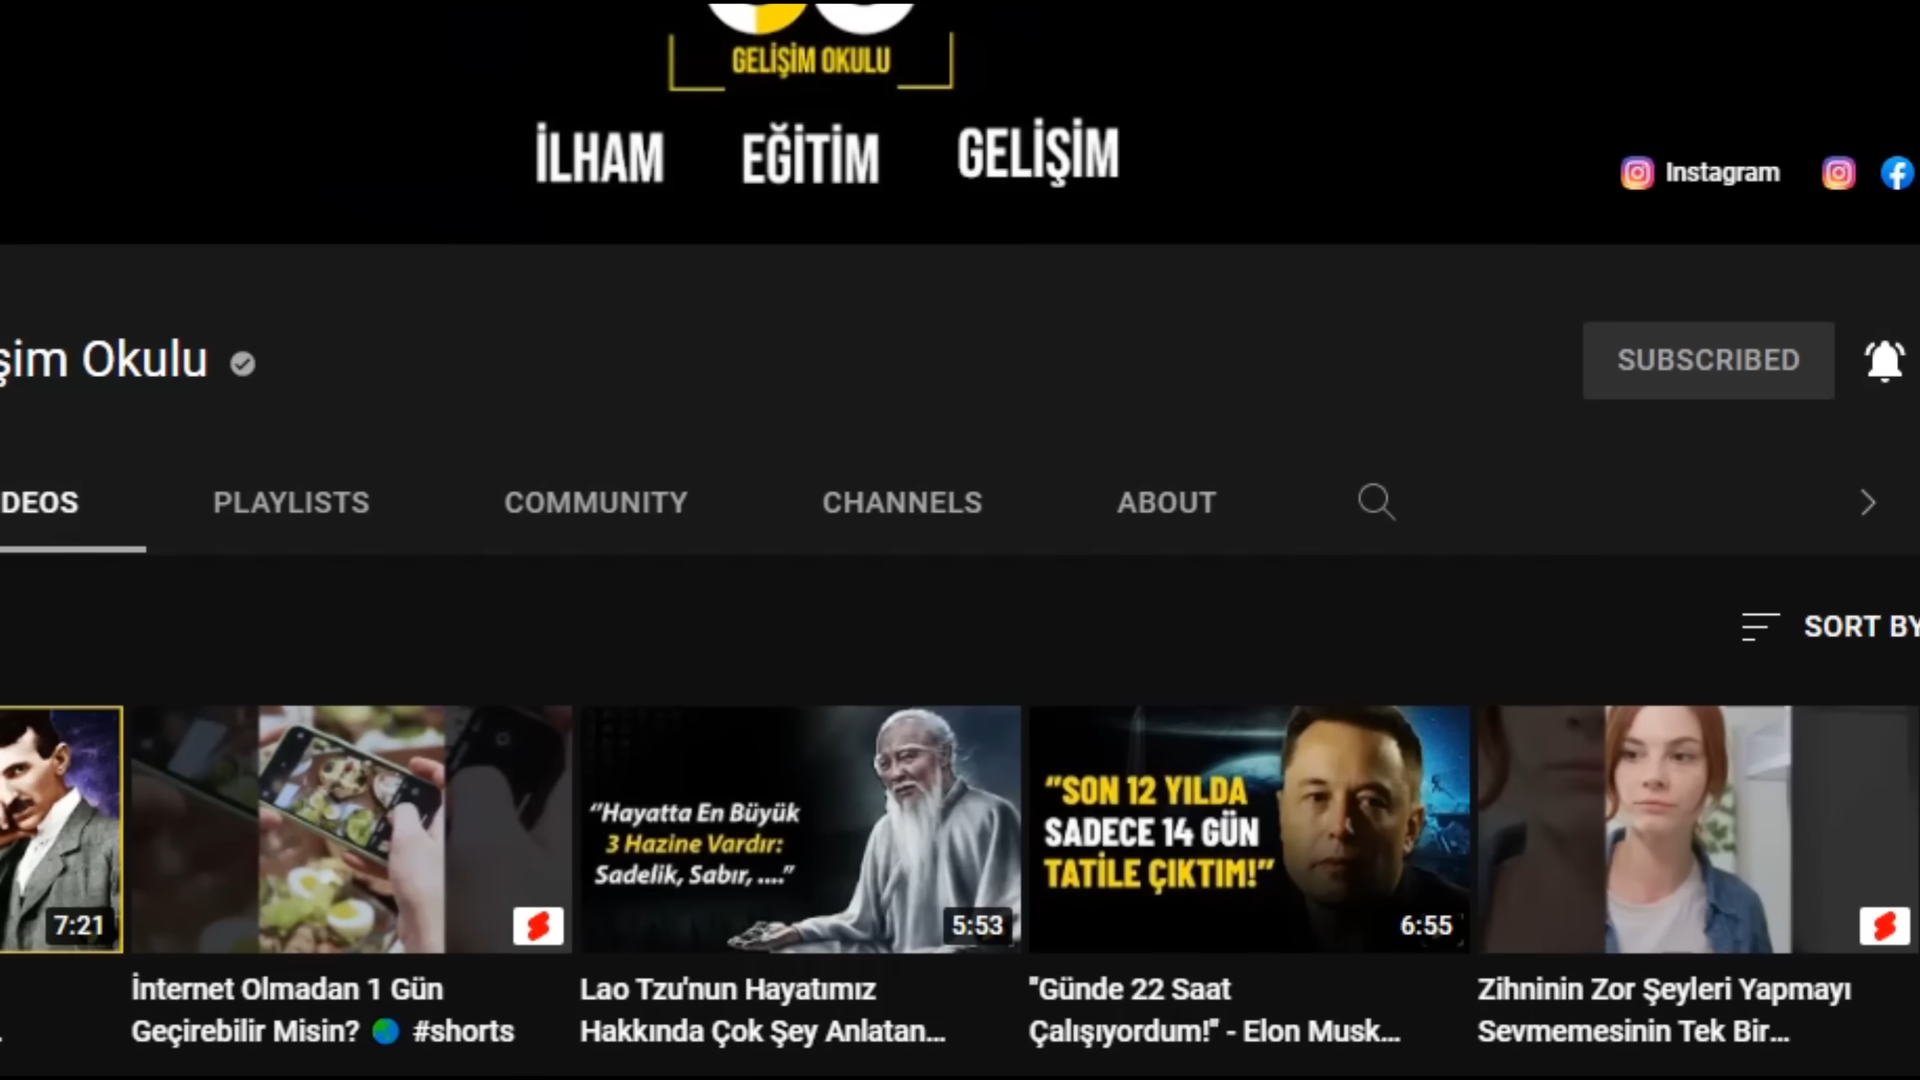 GELİŞİM OKULU
İLHAM EĞİTİM GELİŞİM
Instagram
şim Okulu
SUBSCRIBED
DEOS PLAYLISTS COMMUNITY CHANNELS ABOUT
SORT BY
"Hayatta En Büyük
3 Hazine Vardır:
Sadelik, Sabır, ...."
"SON 12 YILDA
SADECE 14 GÜN
TATİLE ÇIKTIM!"
7:21
5:53
6:55
İnternet Olmadan 1 Gün
Geçirebilir Misin? 🌏 #shorts
Lao Tzu'nun Hayatımız
Hakkında Çok Şey Anlatan...
"Günde 22 Saat
Çalışıyordum!" - Elon Musk...
Zihninin Zor Şeyleri Yapmayı
Sevmemesinin Tek Bir...